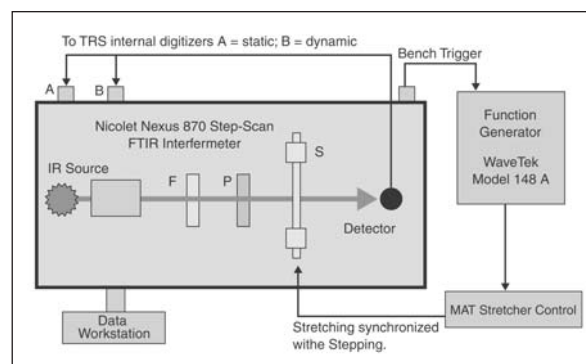 To TRS internal digitizers A = static; B = dynamic
Bench Trigger
A
B
Nicolet Nexus 870 Step-Scan
FTIR Interfermeter
Function
Generator
WaveTek
Model 148 A
IR Source
F
P
S
Detector
Data
Workstation
Stretching synchronized
withe Stepping.
MAT Stretcher Control